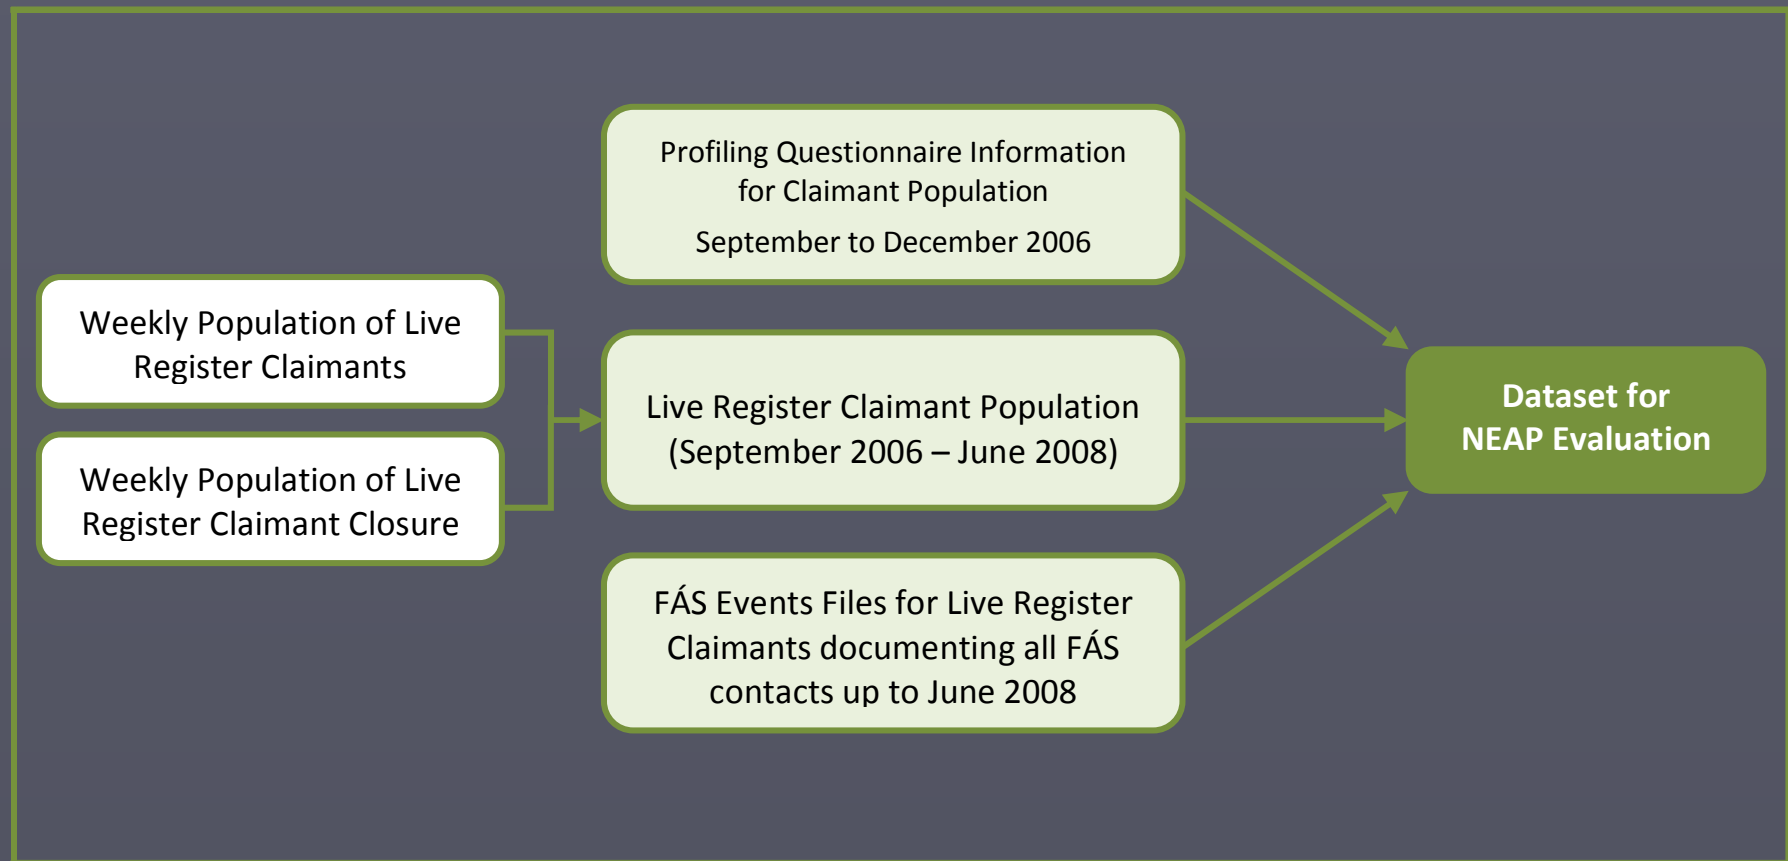 Profiling Questionnaire Information
for Claimant Population
September to December 2006
Weekly Population of Live
Register Claimants
Weekly Population of Live
Register Claimant Closure
Live Register Claimant Population
(September 2006 – June 2008)
FÁS Events Files for Live Register
Claimants documenting all FÁS
contacts up to June 2008
Dataset for
NEAP Evaluation